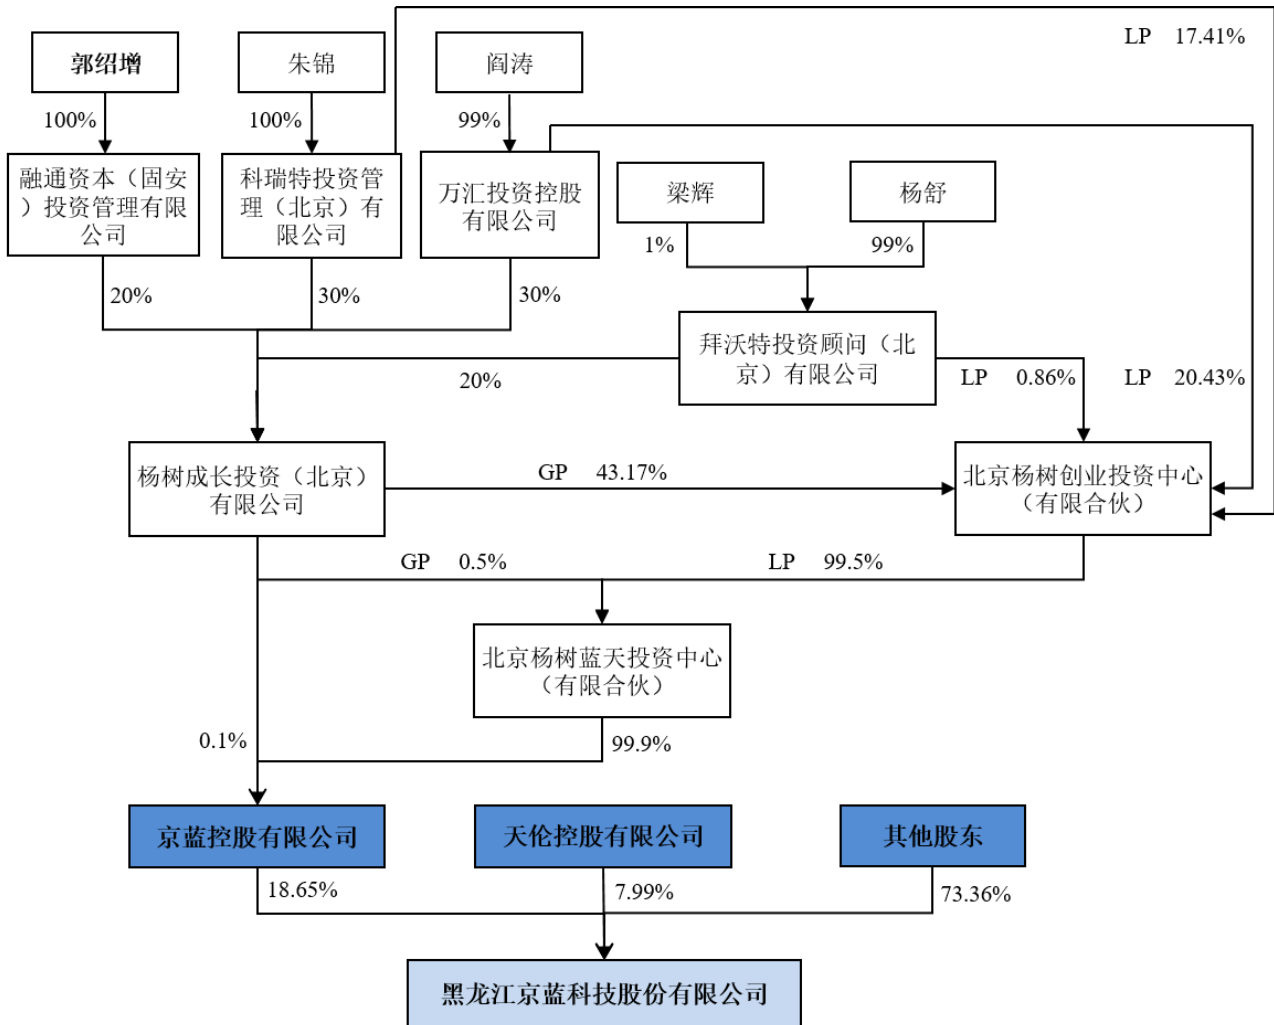 LP 17.41%
郭绍增
朱锦
阎涛
100%
100%
99%
融通资本（固安
）投资管理有限
公司
科瑞特投资管
理（北京）有
限公司
万汇投资控股
有限公司
梁辉
杨舒
1%
99%
20%
30%
30%
拜沃特投资顾问（北
京）有限公司
20%
LP 0.86%
LP 20.43%
杨树成长投资（北京）
有限公司
GP 43.17%
北京杨树创业投资中心
（有限合伙）
GP 0.5%
LP 99.5%
北京杨树蓝天投资中心
（有限合伙）
0.1%
99.9%
京蓝控股有限公司
天伦控股有限公司
其他股东
18.65%
7.99%
73.36%
黑龙江京蓝科技股份有限公司